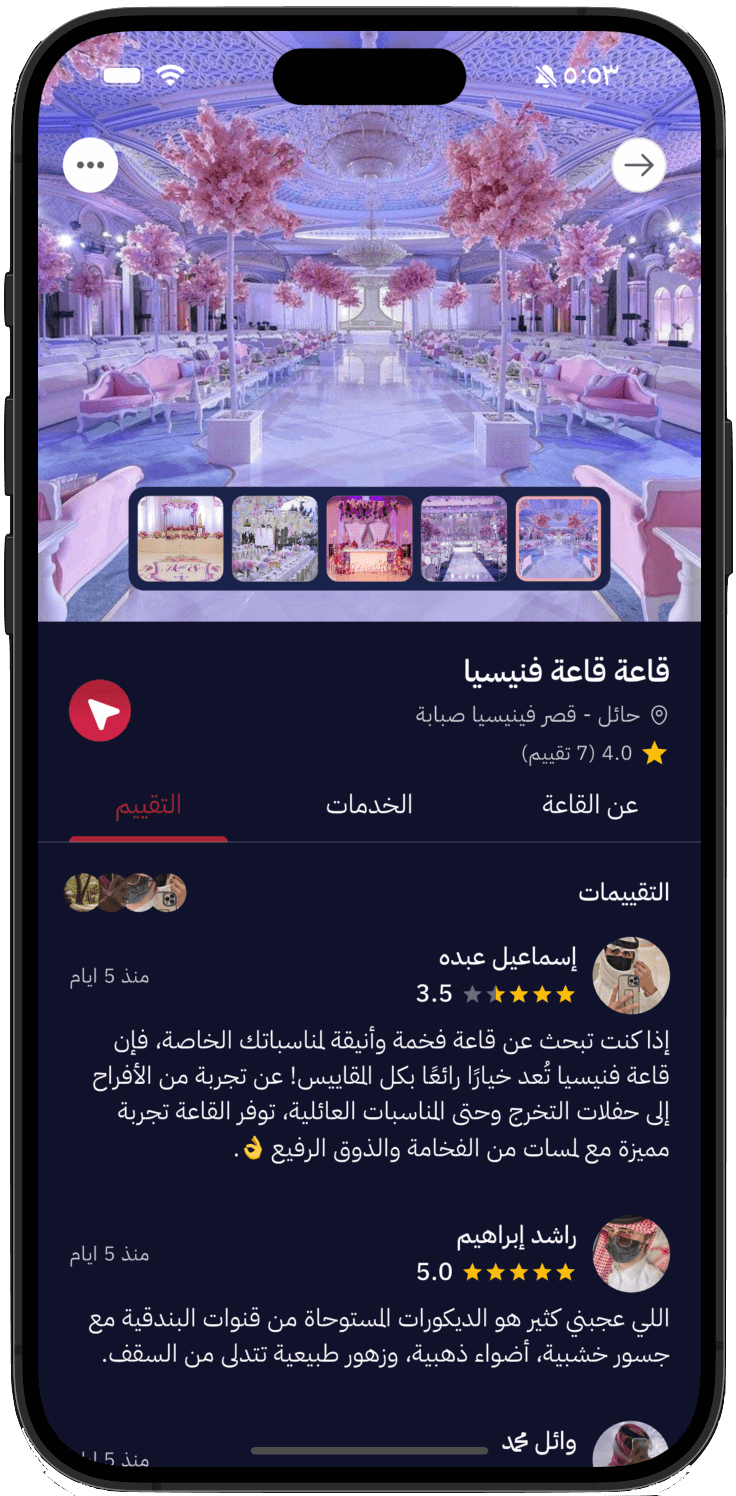 ٥:٥٣
قاعة قاعة فنيسيا
حائل - قصر فينيسيا صبابة
4.0 (7 تقييم)
عن القاعة
الخدمات
التقييم
التقييمات
إسماعيل عبده
3.5
منذ 5 ايام
إذا كنت تبحث عن قاعة فخمة وأنيقة لمناسباتك الخاصة، فإن
قاعة فنيسيا تُعد خيارًا رائعًا بكل المقاييس! عن تجربة من الأفراح
إلى حفلات التخرج وحتى المناسبات العائلية، توفر القاعة تجربة
مميزة مع لمسات من الفخامة والذوق الرفيع 👌.
راشد إبراهيم
5.0
منذ 5 ايام
اللي عجبني كثير هو الديكورات المستوحاة من قنوات البندقية مع
جسور خشبية، أضواء ذهبية، وزهور طبيعية تتدلى من السقف.
وائل محمد
منذ 5 ايام